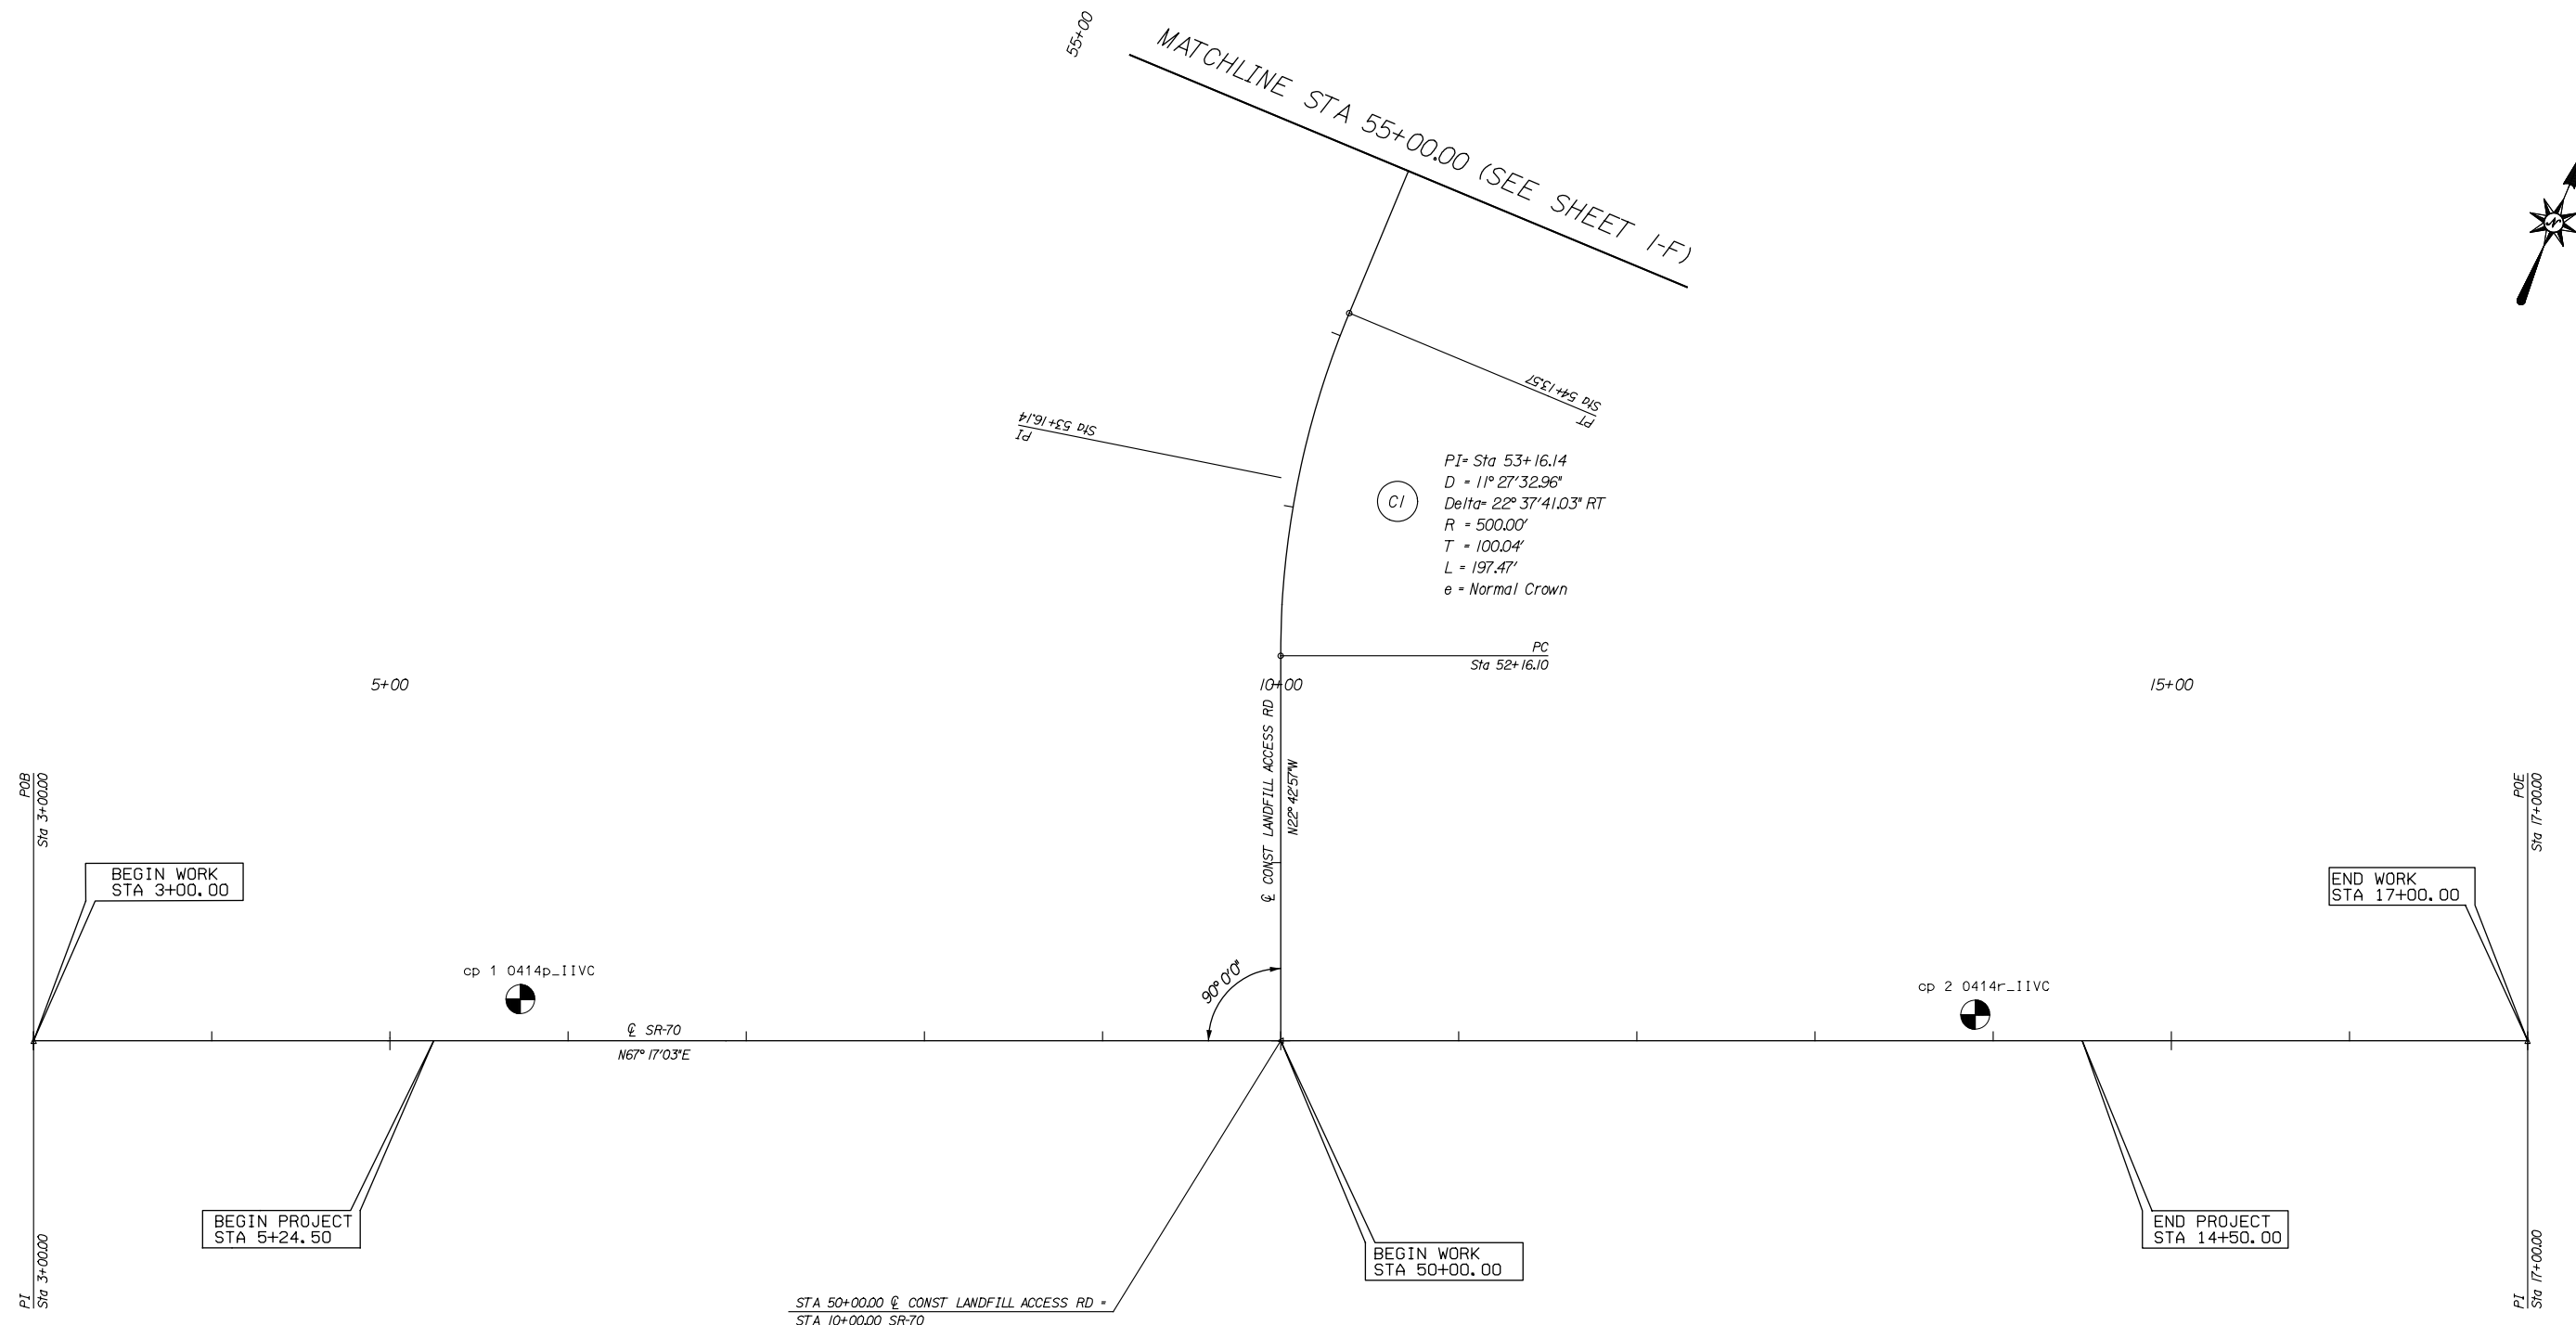 55+00
MATCHLINE STA 55+00.00 (SEE SHEET 1-F)
N
Sta 54+13.57
PT
Sta 53+16.14
PI
C1
PI= Sta 53+16.14
D = 11° 27'32.96"
Delta= 22° 37'41.03" RT
R = 500.00'
T = 100.04'
L = 197.47'
e = Normal Crown
PC
Sta 52+16.10
5+00
10+00
15+00
℄ CONST LANDFILL ACCESS RD
N22° 42'57"W
POB
Sta 3+00.00
POE
Sta 17+00.00
BEGIN WORK
STA 3+00.00
END WORK
STA 17+00.00
cp 1 0414p_IIVC
90° 0'0"
cp 2 0414r_IIVC
℄ SR-70
N67° 17'03"E
BEGIN PROJECT
STA 5+24.50
END PROJECT
STA 14+50.00
BEGIN WORK
STA 50+00.00
PI
Sta 3+00.00
PI
Sta 17+00.00
STA 50+00.00 ℄ CONST LANDFILL ACCESS RD =
STA 10+00.00 SR-70